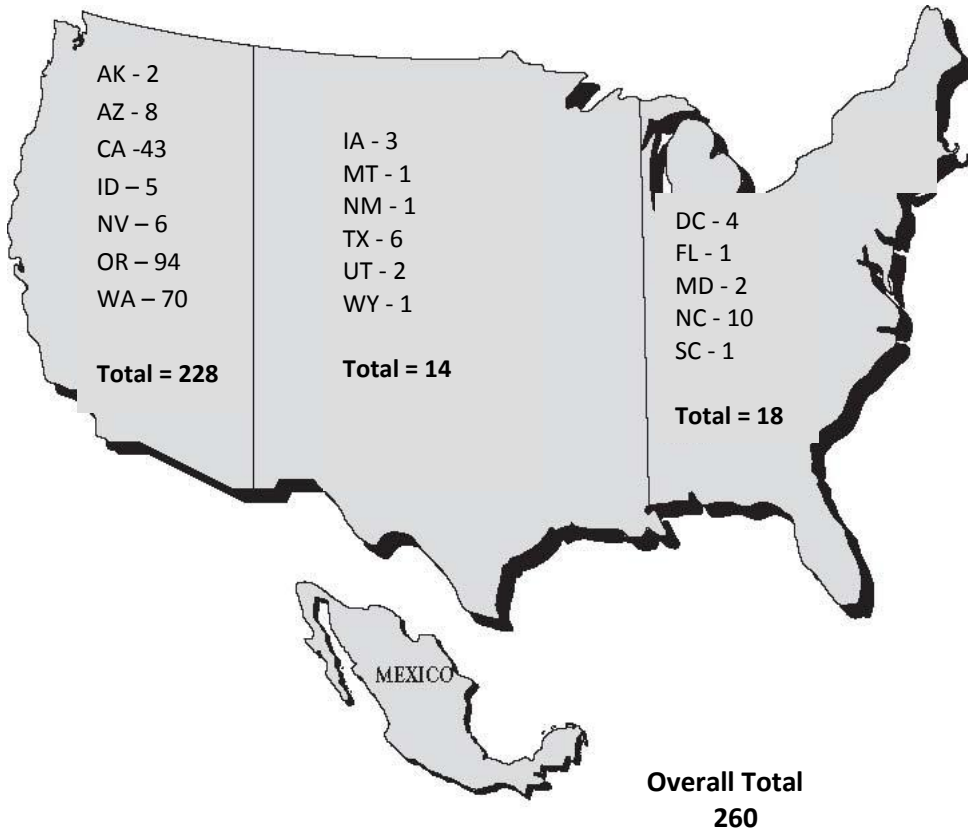 AK - 2
AZ - 8
CA -43
ID – 5
NV – 6
OR – 94
WA – 70
Total = 228
IA - 3
MT - 1
NM - 1
TX - 6
UT - 2
WY - 1
Total = 14
DC - 4
FL - 1
MD - 2
NC - 10
SC - 1
Total = 18
MEXICO
Overall Total
260